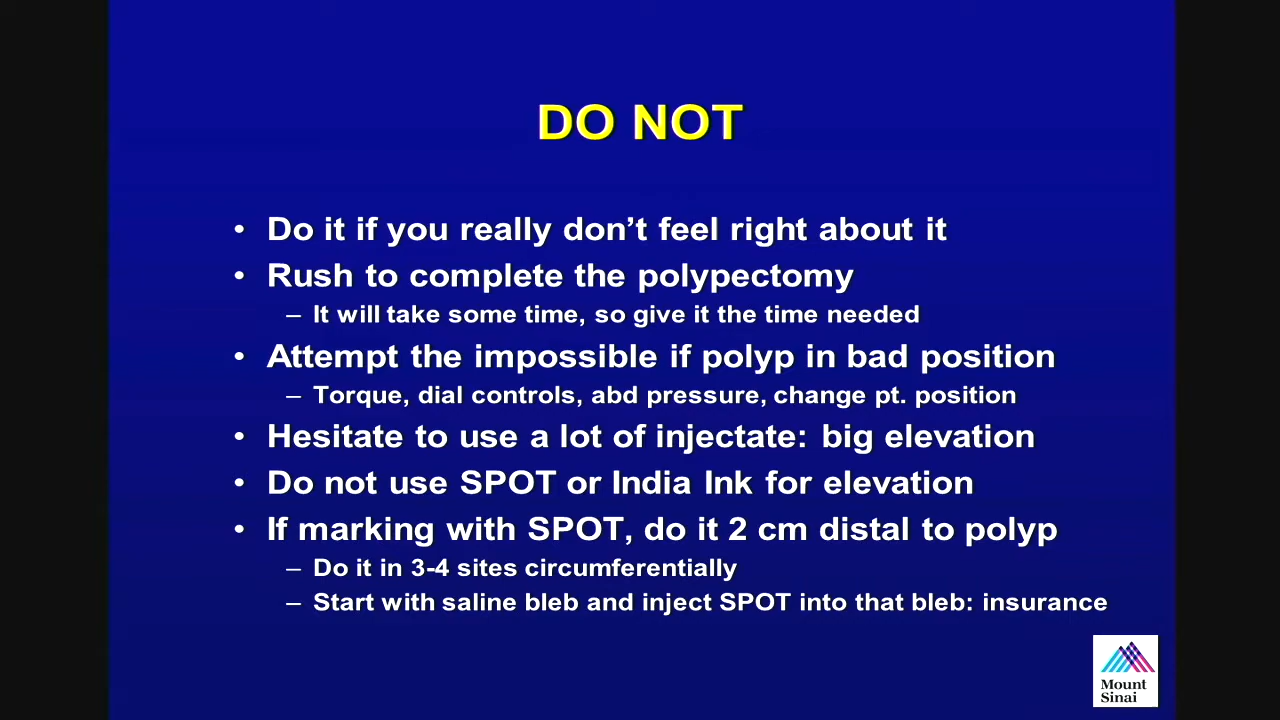 DO NOT
• Do it if you really don't feel right about it
• Rush to complete the polypectomy
– It will take some time, so give it the time needed
• Attempt the impossible if polyp in bad position
– Torque, dial controls, abd pressure, change pt. position
• Hesitate to use a lot of injectate: big elevation
• Do not use SPOT or India Ink for elevation
• If marking with SPOT, do it 2 cm distal to polyp
– Do it in 3-4 sites circumferentially
– Start with saline bleb and inject SPOT into that bleb: insurance
Mount
Sinai